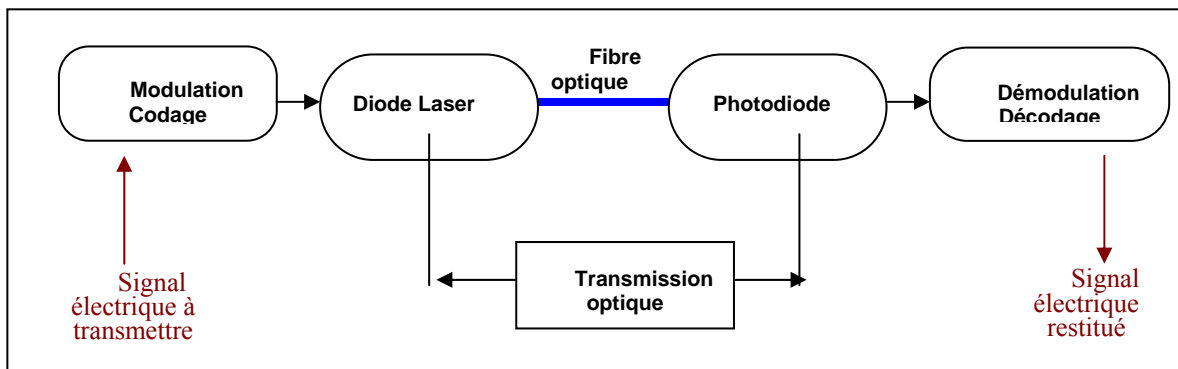 Fibre
optique
Modulation
Codage
Diode Laser
Photodiode
Démodulation
Décodage
Signal
électrique à
transmettre
Transmission
optique
Signal
électrique
restitué